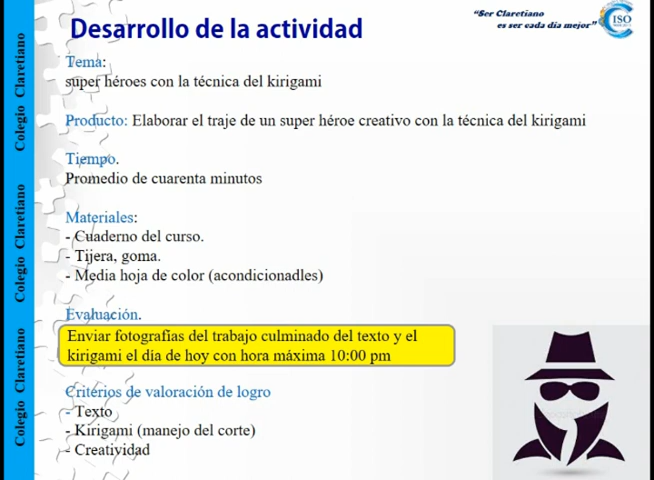 Desarrollo de la actividad
“Ser Claretiano
es ser cada día mejor”
ISO
Tema:
super héroes con la técnica del kirigami
Producto: Elaborar el traje de un super héroe creativo con la técnica del kirigami
Tiempo.
Promedio de cuarenta minutos
Materiales:
- Cuaderno del curso.
- Tijera, goma.
- Media hoja de color (acondicionadles)
Evaluación.
Enviar fotografías del trabajo culminado del texto y el
kirigami el día de hoy con hora máxima 10:00 pm
Critérios de valoración de logro
- Texto
- Kirigami (manejo del corte)
- Creatividad
Colegio Claretiano
Colegio Claretiano
Colegio Claretiano